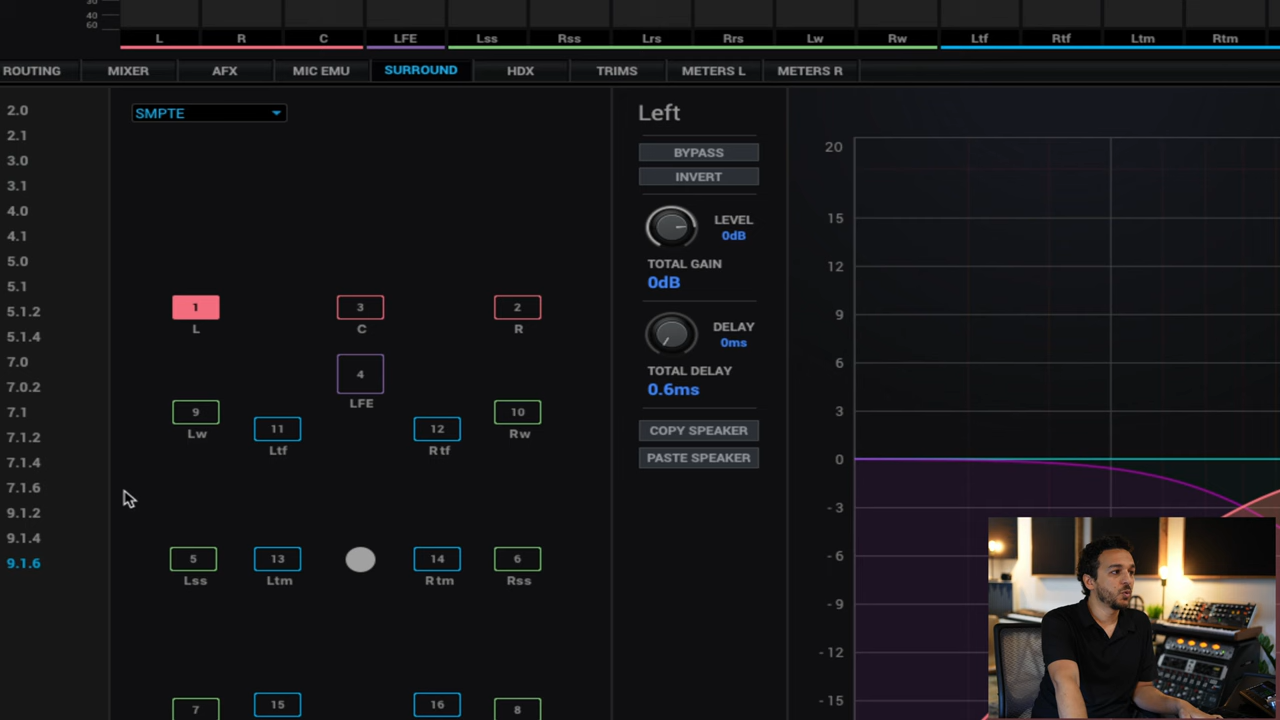 30
40
60
L R C LFE Lss Rss Lrs Rrs Lw Rw Ltf Rtf Ltm Rtm
ROUTING MIXER AFX MIC EMU SURROUND HDX TRIMS METERS L METERS R
2.0
2.1
3.0
3.1
4.0
4.1
5.0
5.1
5.1.2
5.1.4
7.0
7.0.2
7.1
7.1.2
7.1.4
7.1.6
9.1.2
9.1.4
9.1.6
SMPTE
1 3 2
L C R
4
LFE
9 10
Lw Rw
11 12
Ltf Rtf
5 13 14 6
Lss Ltm Rtm Rss
7 15 16 8
Left
BYPASS
INVERT
LEVEL
0dB
TOTAL GAIN
0dB
DELAY
0ms
TOTAL DELAY
0.6ms
COPY SPEAKER
PASTE SPEAKER
20
15
12
9
6
3
0
- 3
- 6
- 9
- 12
- 15